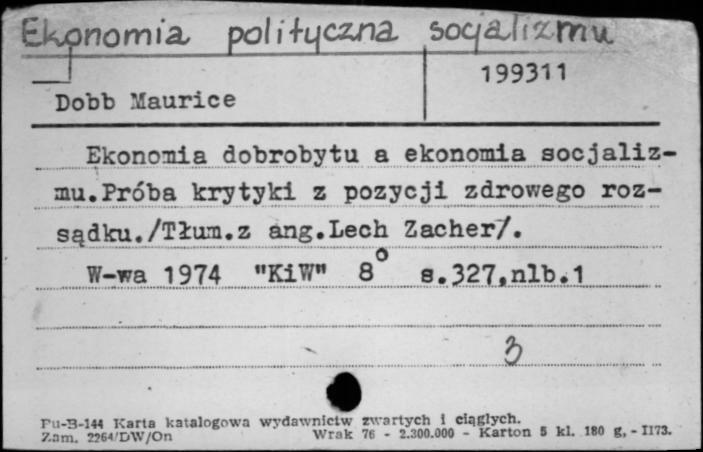 Ekonomia polityczna socjalizmu
199311
Dobb Maurice
Ekonomia dobrobytu a ekonomia socjaliz-
mu.Próba krytyki z pozycji zdrowego roz-
sądku./Tłum.z ang.Lech Zacher/.
W-wa 1974 "KiW" 8° s.327,nlb.1
3
Pu-B-144 Karta katalogowa wydawnictw zwartych i ciągłych.
Zam. 2264/DW/On Wrak 76 - 2.300.000 - Karton 5 kl. 180 g, - I173.